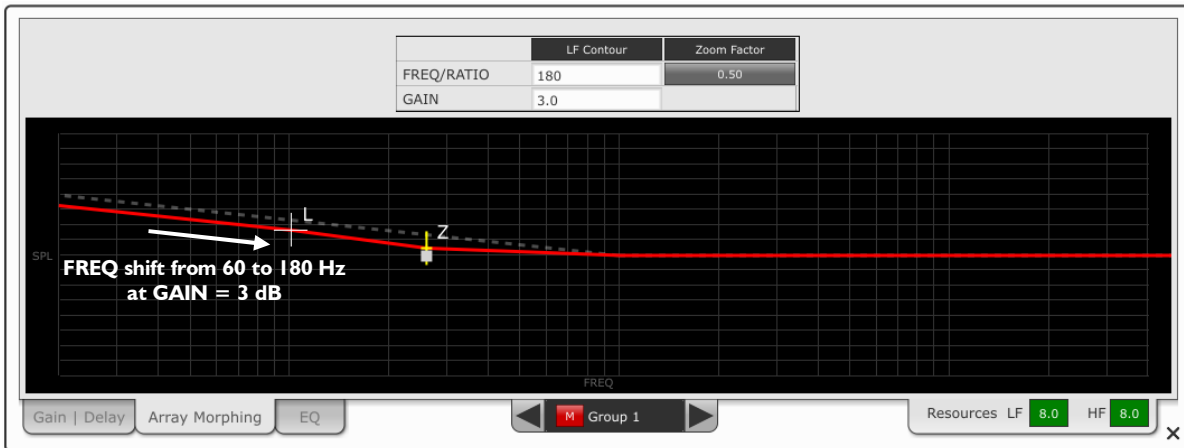 LF Contour Zoom Factor
FREQ/RATIO 180 0.50
GAIN 3.0
L
Z
SPL
FREQ shift from 60 to 180 Hz
at GAIN = 3 dB
FREQ
Gain | Delay Array Morphing EQ M Group 1 Resources LF 8.0 HF 8.0